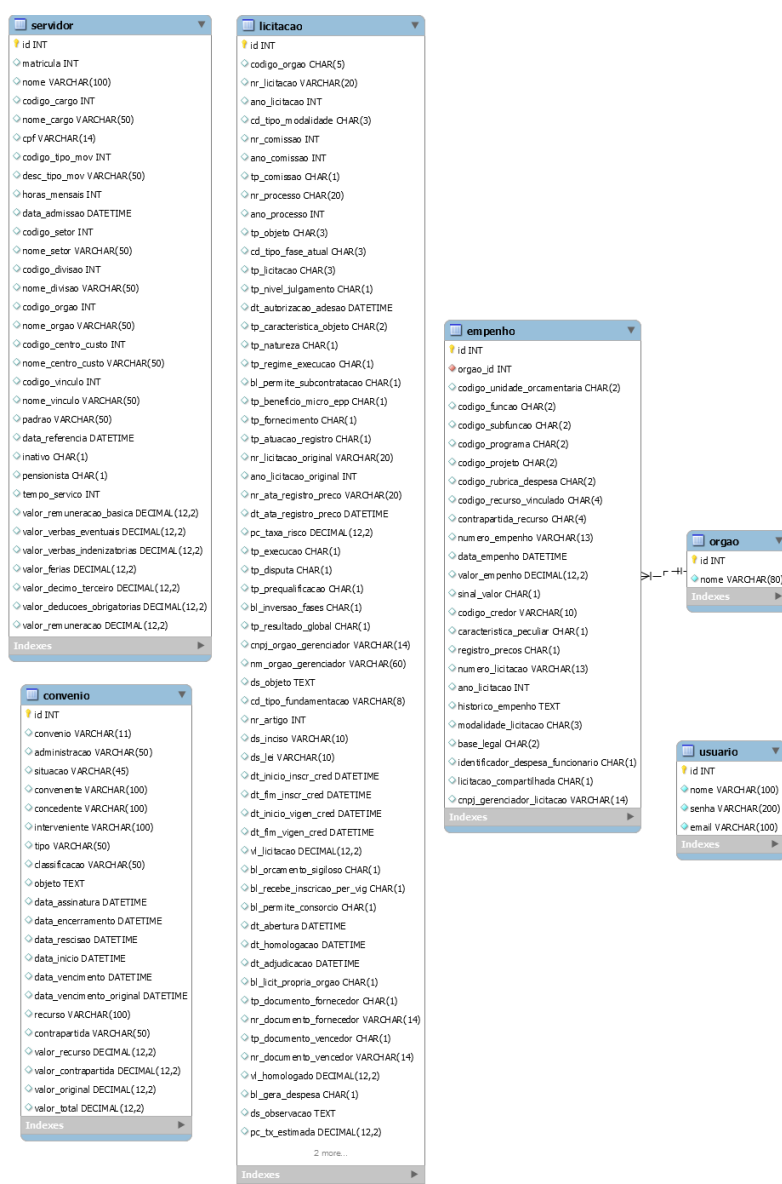 servidor
id INT
matricula INT
nome VARCHAR(100)
codigo_cargo INT
nome_cargo VARCHAR(50)
cpf VARCHAR(14)
codigo_tipo_mov INT
desc_tipo_mov VARCHAR(50)
horas_mensais INT
data_admissao DATETIME
codigo_setor INT
nome_setor VARCHAR(50)
codigo_divisao INT
nome_divisao VARCHAR(50)
codigo_orgao INT
nome_orgao VARCHAR(50)
codigo_centro_custo INT
nome_centro_custo VARCHAR(50)
codigo_vinculo INT
nome_vinculo VARCHAR(50)
padrao VARCHAR(50)
data_referencia DATETIME
inativo CHAR(1)
pensionista CHAR(1)
tempo_servico INT
valor_remuneracao_basica DECIMAL(12,2)
valor_verbas_eventuais DECIMAL(12,2)
valor_verbas_indenizatorias DECIMAL(12,2)
valor_ferias DECIMAL(12,2)
valor_decimo_terceiro DECIMAL(12,2)
valor_deducoes_obrigatorias DECIMAL(12,2)
valor_remuneracao DECIMAL(12,2)
Indexes
convenio
id INT
convenio VARCHAR(11)
administracao VARCHAR(50)
situacao VARCHAR(45)
convenente VARCHAR(100)
concedente VARCHAR(100)
interveniente VARCHAR(100)
tipo VARCHAR(50)
classificacao VARCHAR(50)
objeto TEXT
data_assinatura DATETIME
data_encerramento DATETIME
data_rescisao DATETIME
data_inicio DATETIME
data_vencimento DATETIME
data_vencimento_original DATETIME
recurso VARCHAR(100)
contrapartida VARCHAR(50)
valor_recurso DECIMAL(12,2)
valor_contrapartida DECIMAL(12,2)
valor_original DECIMAL(12,2)
valor_total DECIMAL(12,2)
Indexes
licitacao
id INT
codigo_orgao CHAR(5)
nr_licitacao VARCHAR(20)
ano_licitacao INT
cd_tipo_modalidade CHAR(3)
nr_comissao INT
ano_comissao INT
tp_comissao CHAR(1)
nr_processo CHAR(20)
ano_processo INT
tp_objeto CHAR(3)
cd_tipo_fase_atual CHAR(3)
tp_licitacao CHAR(3)
tp_nivel_julgamento CHAR(1)
dt_autorizacao_adesao DATETIME
tp_caracteristica_objeto CHAR(2)
tp_natureza CHAR(1)
tp_regime_execucao CHAR(1)
bl_permite_subcontratacao CHAR(1)
tp_beneficio_micro_epp CHAR(1)
tp_fornecimento CHAR(1)
tp_atuacao_registro CHAR(1)
nr_licitacao_original VARCHAR(20)
ano_licitacao_original INT
nr_ata_registro_preco VARCHAR(20)
dt_ata_registro_preco DATETIME
pc_taxa_risco DECIMAL(12,2)
tp_execucao CHAR(1)
tp_disputa CHAR(1)
tp_prequalificacao CHAR(1)
bl_inversao_fases CHAR(1)
tp_resultado_global CHAR(1)
cnpj_orgao_gerenciador VARCHAR(14)
nm_orgao_gerenciador VARCHAR(60)
ds_objeto TEXT
cd_tipo_fundamentacao VARCHAR(8)
nr_artigo INT
ds_inciso VARCHAR(10)
ds_lei VARCHAR(10)
dt_inicio_inscr_cred DATETIME
dt_fim_inscr_cred DATETIME
dt_inicio_vigen_cred DATETIME
dt_fim_vigen_cred DATETIME
vl_licitacao DECIMAL(12,2)
bl_orcamento_sigiloso CHAR(1)
bl_recebe_inscricao_per_vig CHAR(1)
bl_permite_consorcio CHAR(1)
dt_abertura DATETIME
dt_homologacao DATETIME
dt_adjudicacao DATETIME
bl_licit_propria_orgao CHAR(1)
tp_documento_fornecedor CHAR(1)
nr_documento_fornecedor VARCHAR(14)
tp_documento_vencedor CHAR(1)
nr_documento_vencedor VARCHAR(14)
vl_homologado DECIMAL(12,2)
bl_gera_despesa CHAR(1)
ds_observacao TEXT
pc_tx_estimada DECIMAL(12,2)
2 more...
Indexes
empenho
id INT
orgao_id INT
codigo_unidade_orcamentaria CHAR(2)
codigo_funcao CHAR(2)
codigo_subfuncao CHAR(2)
codigo_programa CHAR(2)
codigo_projeto CHAR(2)
codigo_rubrica_despesa CHAR(2)
codigo_recurso_vinculado CHAR(4)
contrapartida_recurso CHAR(4)
numero_empenho VARCHAR(13)
data_empenho DATETIME
valor_empenho DECIMAL(12,2)
sinal_valor CHAR(1)
codigo_credor VARCHAR(10)
caracteristica_peculiar CHAR(1)
registro_precos CHAR(1)
numero_licitacao VARCHAR(13)
ano_licitacao INT
historico_empenho TEXT
modalidade_licitacao CHAR(3)
base_legal CHAR(2)
identificador_despesa_funcionario CHAR(1)
licitacao_compartilhada CHAR(1)
cnpj_gerenciador_licitacao VARCHAR(14)
Indexes
orgao
id INT
nome VARCHAR(80)
Indexes
usuario
id INT
nome VARCHAR(100)
senha VARCHAR(200)
email VARCHAR(100)
Indexes